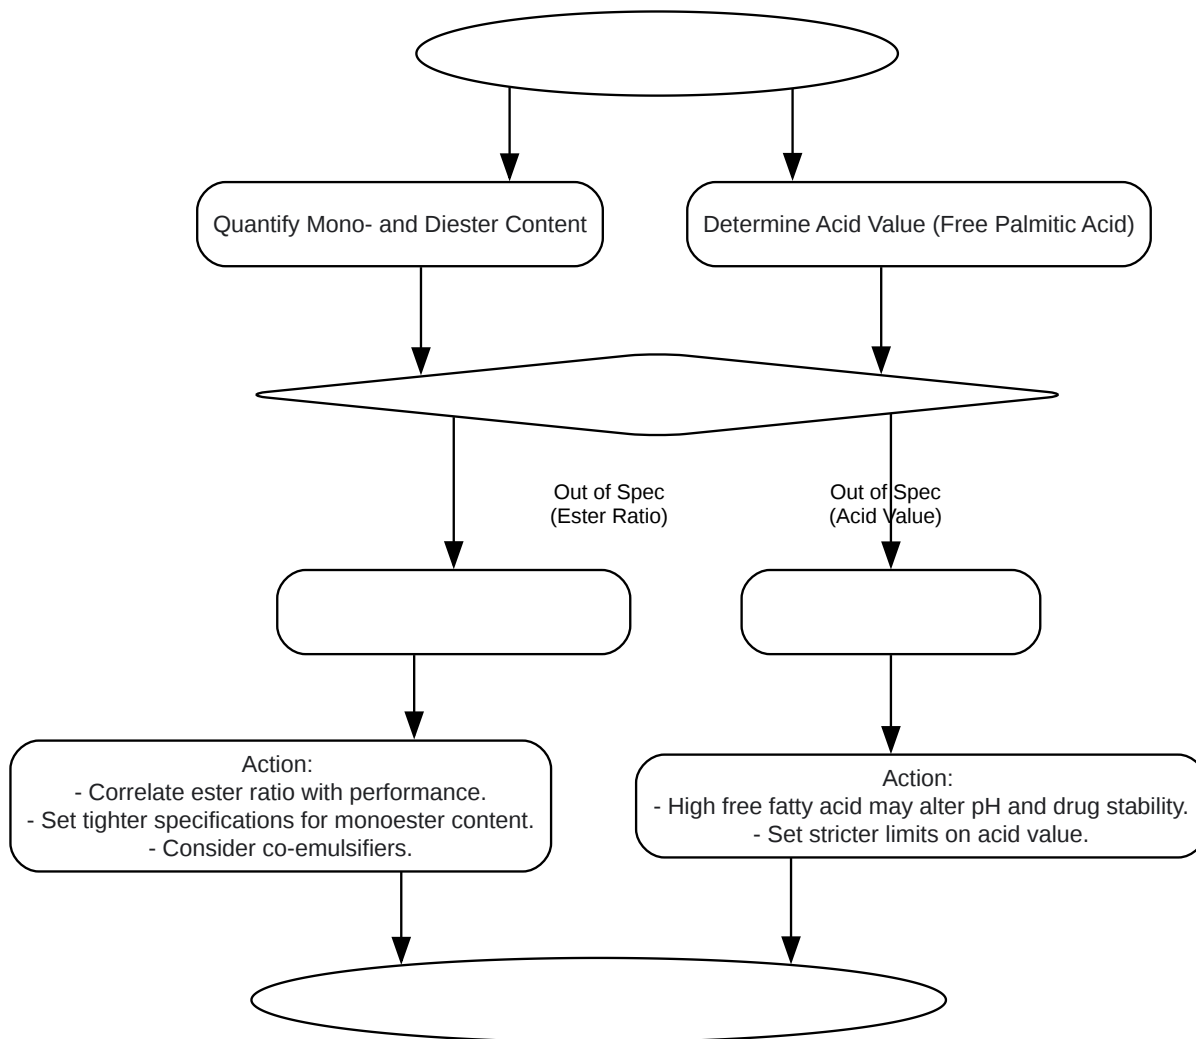 Quantify Mono- and Diester Content
Determine Acid Value (Free Palmitic Acid)
Out of Spec
(Ester Ratio)
Out of Spec
(Acid Value)
Action:
- Correlate ester ratio with performance.
- Set tighter specifications for monoester content.
- Consider co-emulsifiers.
Action:
- High free fatty acid may alter pH and drug stability.
- Set stricter limits on acid value.